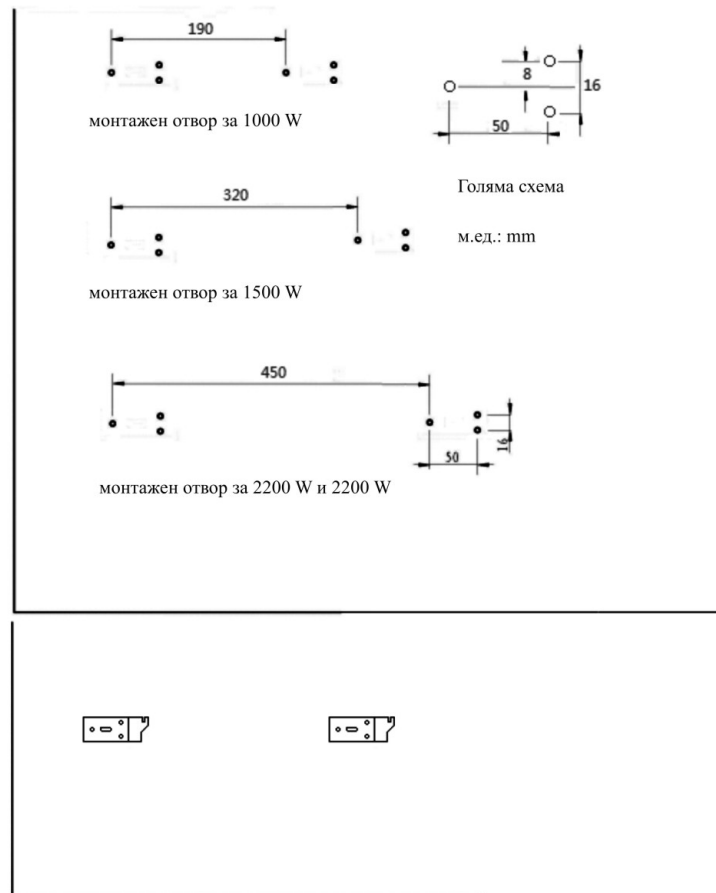 190
8
16
50
монтажен отвор за 1000 W
Голяма схема
320
м.ед.: mm
монтажен отвор за 1500 W
450
50
16
монтажен отвор за 2200 W и 2200 W